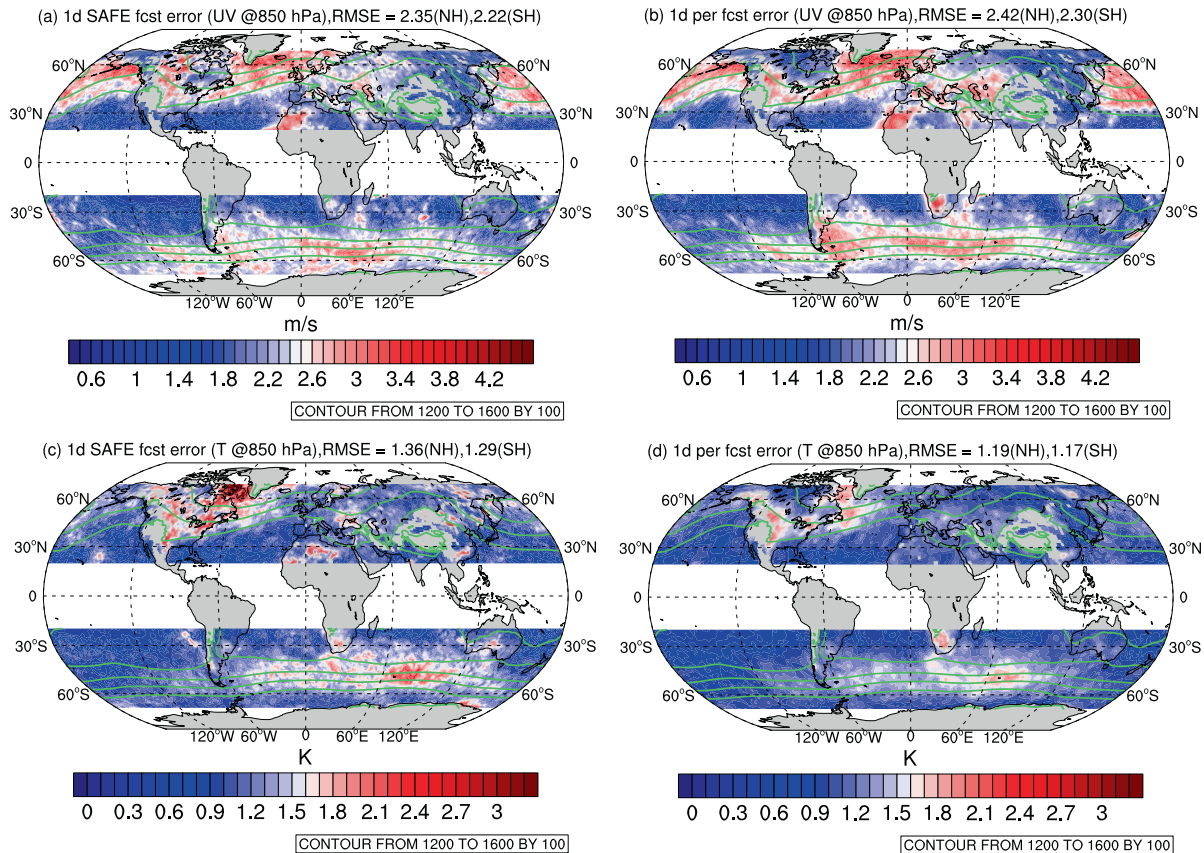 (a) 1d SAFE fcst error (UV @850 hPa),RMSE = 2.35(NH),2.22(SH)
60°N
60°N
30°N
30°N
0
0
30°S
30°S
60°S
60°S
120°W 60°W 0 60°E 120°E
m/s
0.6 1 1.4 1.8 2.2 2.6 3 3.4 3.8 4.2
CONTOUR FROM 1200 TO 1600 BY 100
(b) 1d per fcst error (UV @850 hPa),RMSE = 2.42(NH),2.30(SH)
60°N
60°N
30°N
30°N
0
0
30°S
30°S
60°S
60°S
120°W 60°W 0 60°E 120°E
m/s
0.6 1 1.4 1.8 2.2 2.6 3 3.4 3.8 4.2
CONTOUR FROM 1200 TO 1600 BY 100
(c) 1d SAFE fcst error (T @850 hPa),RMSE = 1.36(NH),1.29(SH)
60°N
60°N
30°N
30°N
0
0
30°S
30°S
60°S
60°S
120°W 60°W 0 60°E 120°E
K
0 0.3 0.6 0.9 1.2 1.5 1.8 2.1 2.4 2.7 3
CONTOUR FROM 1200 TO 1600 BY 100
(d) 1d per fcst error (T @850 hPa),RMSE = 1.19(NH),1.17(SH)
60°N
60°N
30°N
30°N
0
0
30°S
30°S
60°S
60°S
120°W 60°W 0 60°E 120°E
K
0 0.3 0.6 0.9 1.2 1.5 1.8 2.1 2.4 2.7 3
CONTOUR FROM 1200 TO 1600 BY 100